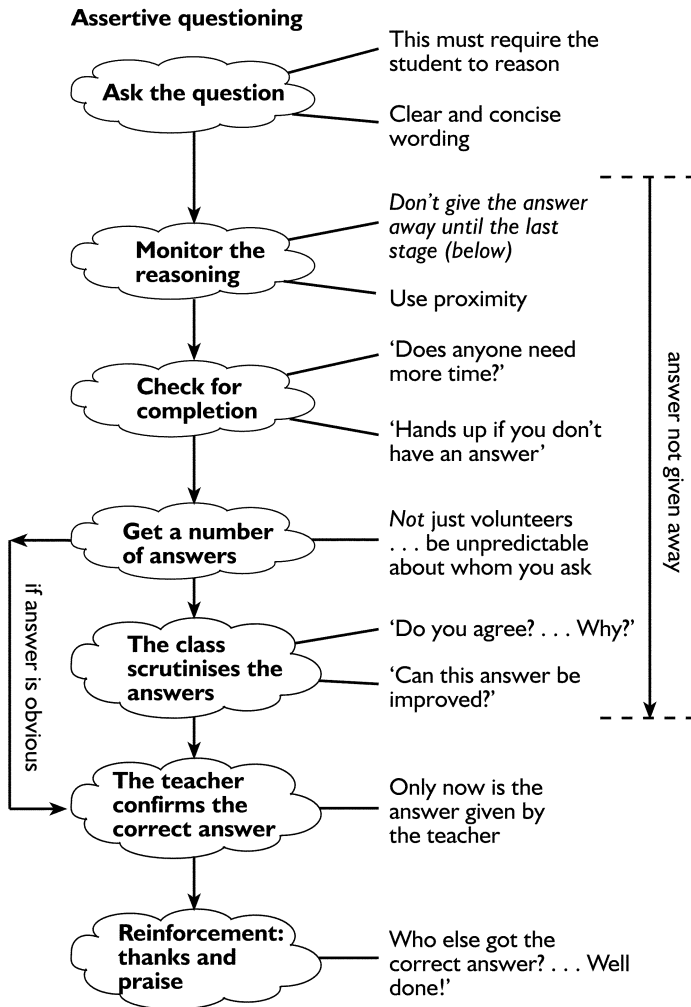 Assertive questioning
Ask the question
This must require the
student to reason
Clear and concise
wording
Monitor the
reasoning
Don’t give the answer
away until the last
stage (below)
Use proximity
Check for
completion
‘Does anyone need
more time?’
‘Hands up if you don’t
have an answer’
Get a number
of answers
Not just volunteers
. . . be unpredictable
about whom you ask
The class
scrutinises the
answers
‘Do you agree? . . . Why?’
‘Can this answer be
improved?’
answer not given away
if answer is obvious
The teacher
confirms the
correct answer
Only now is the
answer given by
the teacher
Reinforcement:
thanks and
praise
Who else got the
correct answer? . . . Well
done!’